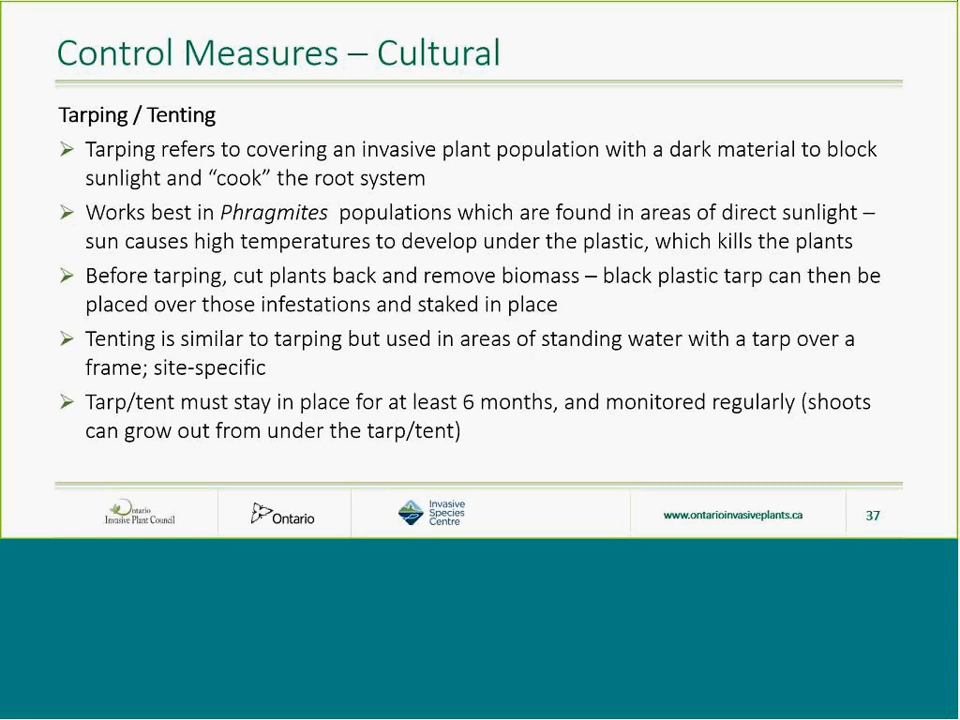 Control Measures – Cultural
Tarping / Tenting
Tarping refers to covering an invasive plant population with a dark material to block
sunlight and “cook” the root system
Works best in Phragmites populations which are found in areas of direct sunlight –
sun causes high temperatures to develop under the plastic, which kills the plants
Before tarping, cut plants back and remove biomass – black plastic tarp can then be
placed over those infestations and staked in place
Tenting is similar to tarping but used in areas of standing water with a tarp over a
frame; site-specific
Tarp/tent must stay in place for at least 6 months, and monitored regularly (shoots
can grow out from under the tarp/tent)
Ontario
Invasive Plant Council
Ontario
Invasive
Species
Centre
www.ontarioinvasiveplants.ca
37